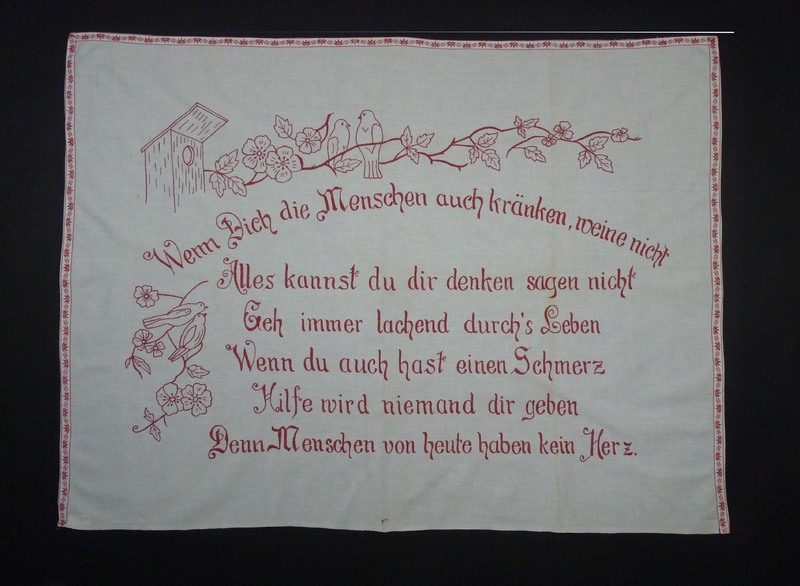 Wenn Dich die Menschen auch kränken, weine nicht
Alles kannst du dir denken sagen nicht
Geh immer lachend durch's Leben
Wenn du auch hast einen Schmerz
Hilfe wird niemand dir geben
Denn Menschen von heute haben kein Herz.